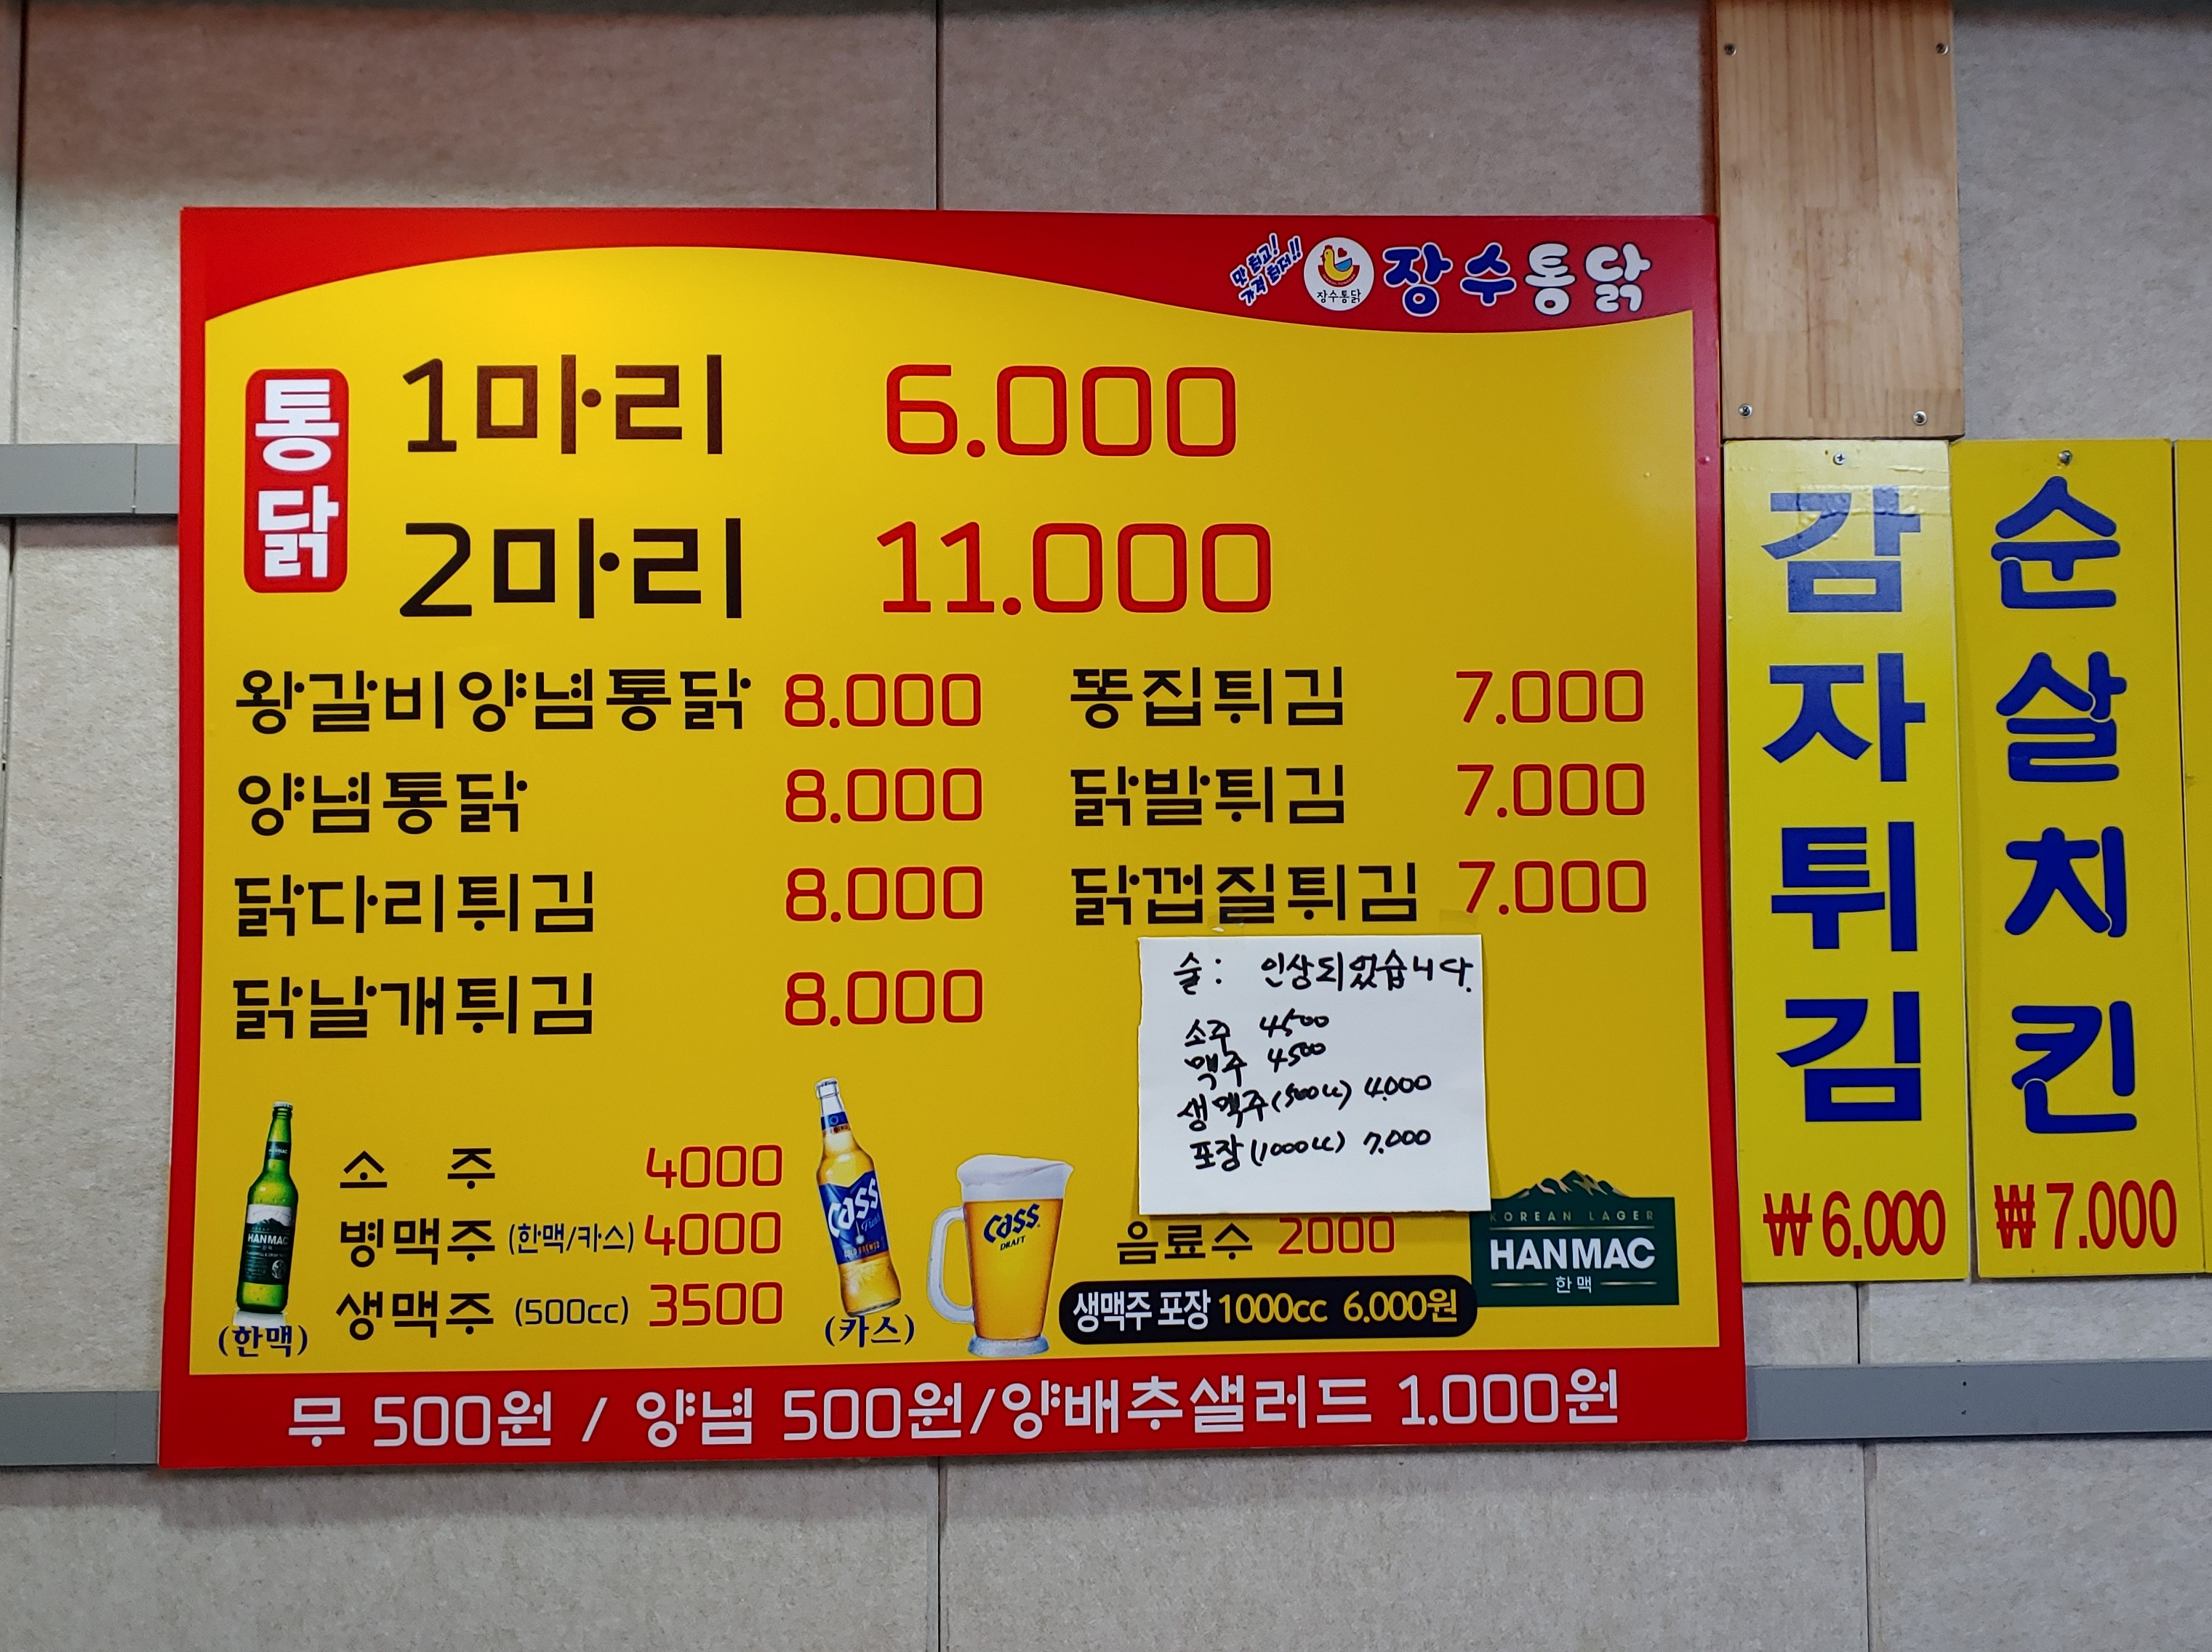 맛 최고! 가격 최저!!
장수통닭
장수통닭
통닭
1마리 6.000
2마리 11.000
왕갈비양념통닭 8.000
양념통닭 8.000
닭다리튀김 8.000
닭날개튀김 8.000
똥집튀김 7.000
닭발튀김 7.000
닭껍질튀김 7.000
술: 인상되었습니다.
소주 4500
맥주 4500
생맥주(500cc) 4.000
포장(1000cc) 7.000
HANMAC
(한맥)
소 주 4000
병맥주 (한맥/카스) 4000
생맥주 (500cc) 3500
Cass
Fresh
(카스)
Cass
DRAFT
음료수 2000
생맥주 포장 1000cc 6.000원
KOREAN LAGER
HANMAC
한맥
무 500원 / 양념 500원/양배추샐러드 1.000원
감자튀김
₩6.000
순살치킨
₩7.000